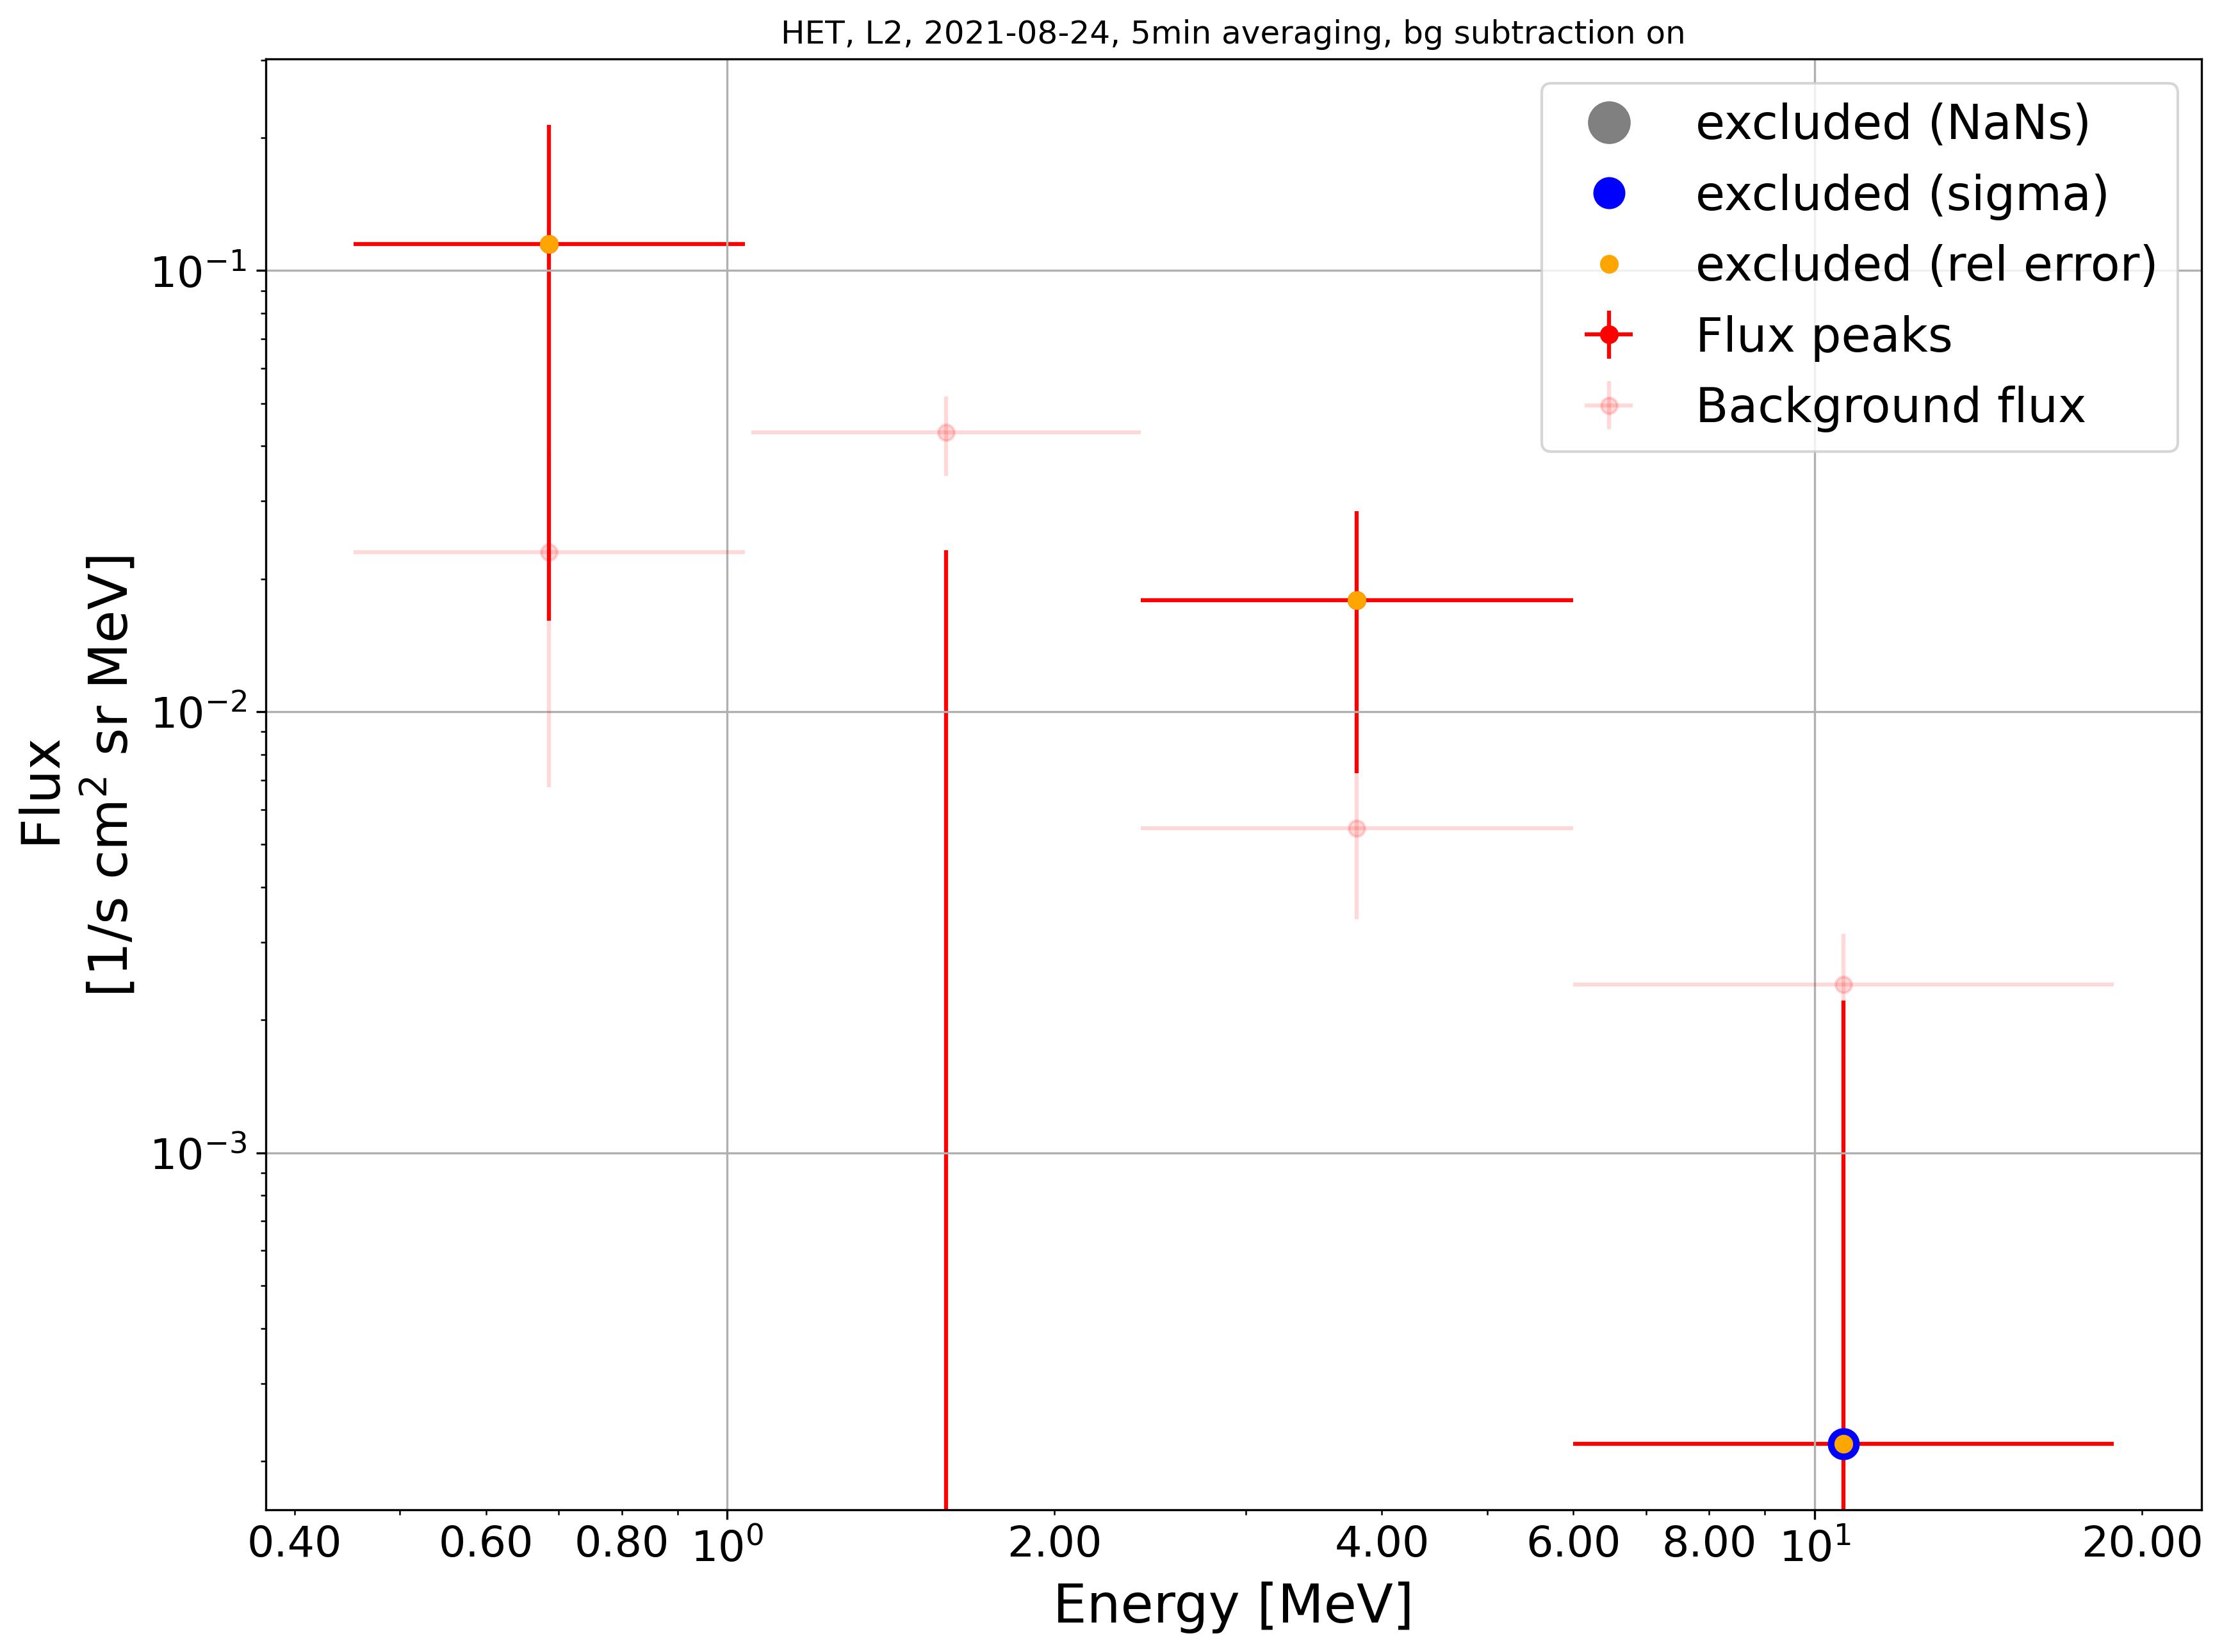 HET, L2, 2021-08-24, 5min averaging, bg subtraction on
excluded (NaNs)
excluded (sigma)
excluded (rel error)
Flux peaks
Background flux
Flux
[1/s cm² sr MeV]
10⁻¹
10⁻²
10⁻³
0.40 0.60 0.80 10⁰ 2.00 4.00 6.00 8.00 10¹ 20.00
Energy [MeV]